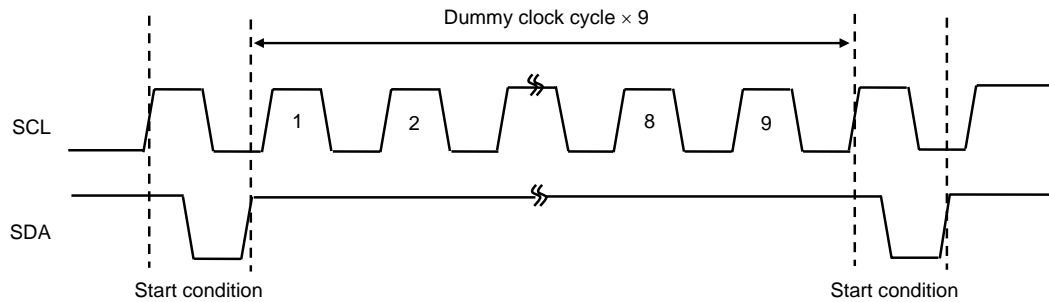 Dummy clock cycle × 9
SCL
1
2
8
9
SDA
Start condition
Start condition